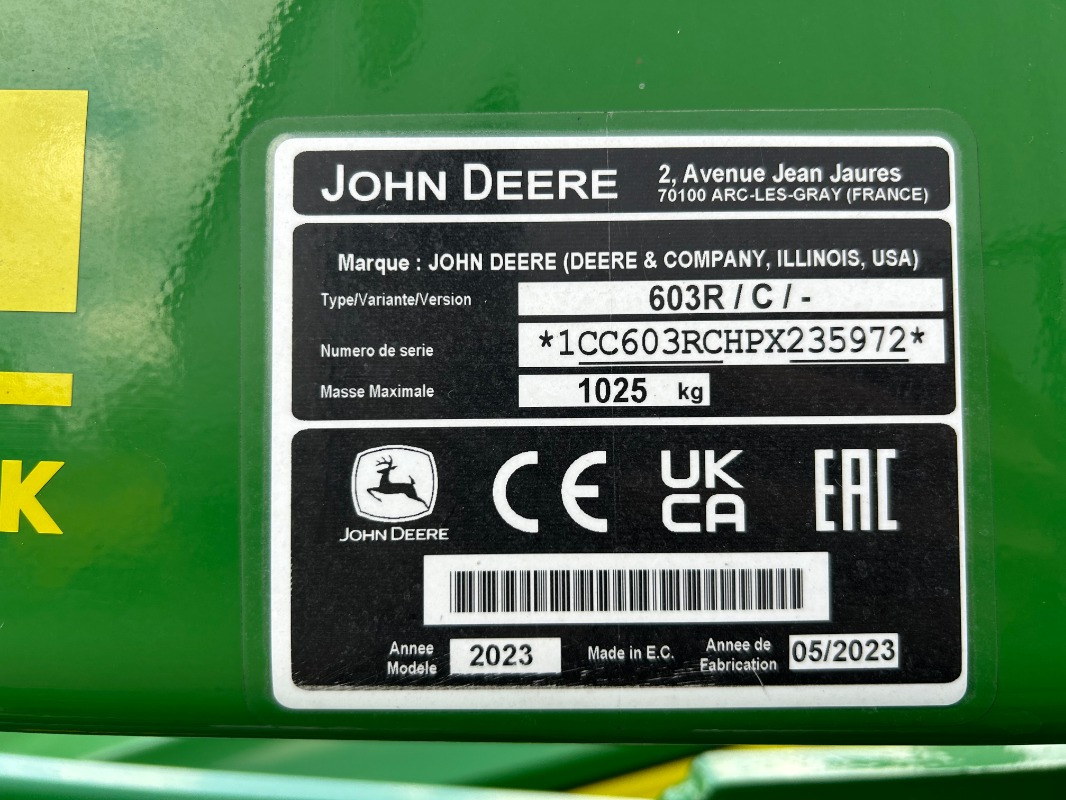 JOHN DEERE
2, Avenue Jean Jaures
70100 ARC-LES-GRAY (FRANCE)
Marque : JOHN DEERE (DEERE & COMPANY, ILLINOIS, USA)
Type/Variante/Version 603R / C / -
Numero de serie *1CC603RCHPX235972*
Masse Maximale 1025 kg
K
JOHN DEERE
CE
UK
CA
EAC
Annee
Modele
2023
Made in E.C.
Annee de
Fabrication
05/2023